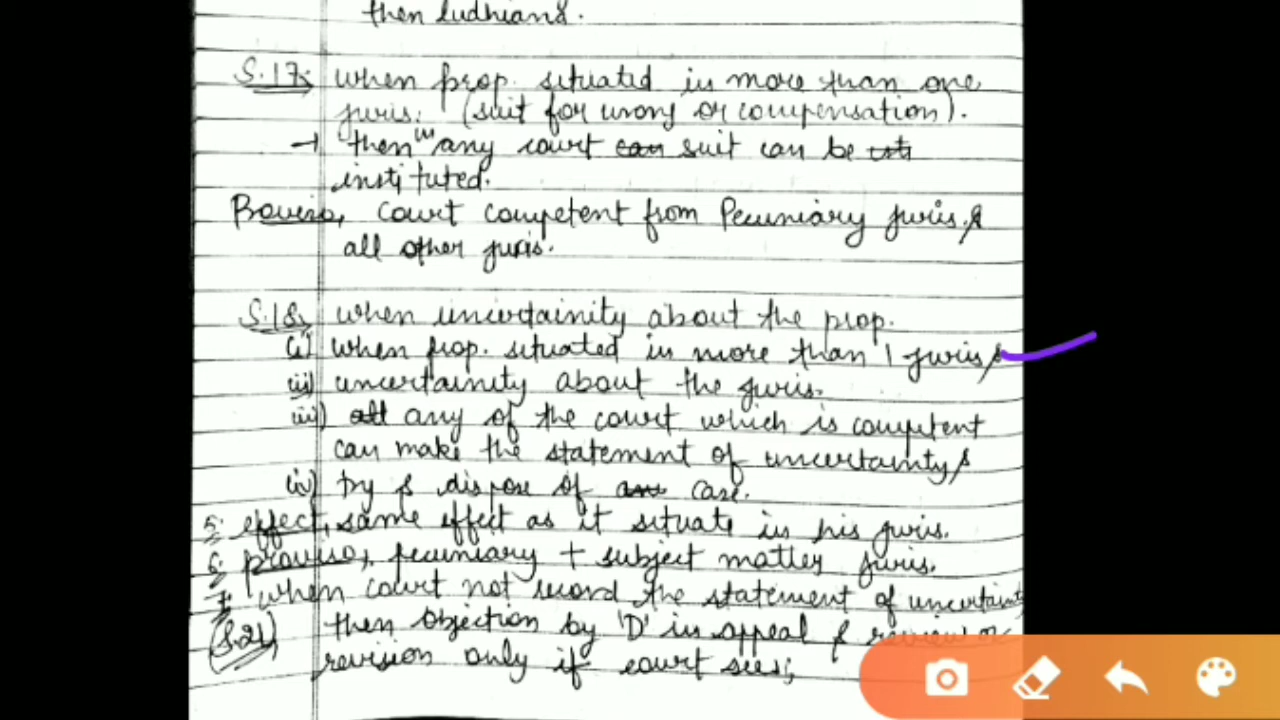 then ludhiana.
S.17: when prop. situated in more than one
juris. (suit for wrong or compensation).
→ then in any court can suit can be
instituted.
Proviso, Court competent from Pecuniary juris. &
all other juris.
S.18, when uncertainity about the prop.
(i) when prop. situated in more than 1 juris &
ii) uncertainity about the juris.
iii) all any of the court which is competent
can make the statement of uncertainty &
iv) try & dispose of case.
5. effect, same effect as it situate in his juris.
6. proviso, pecuniary + subject matter juris.
7. when court not record the statement of uncertainty
(S.21) then Objection by 'D' in appeal & review or
revision only if court sees;